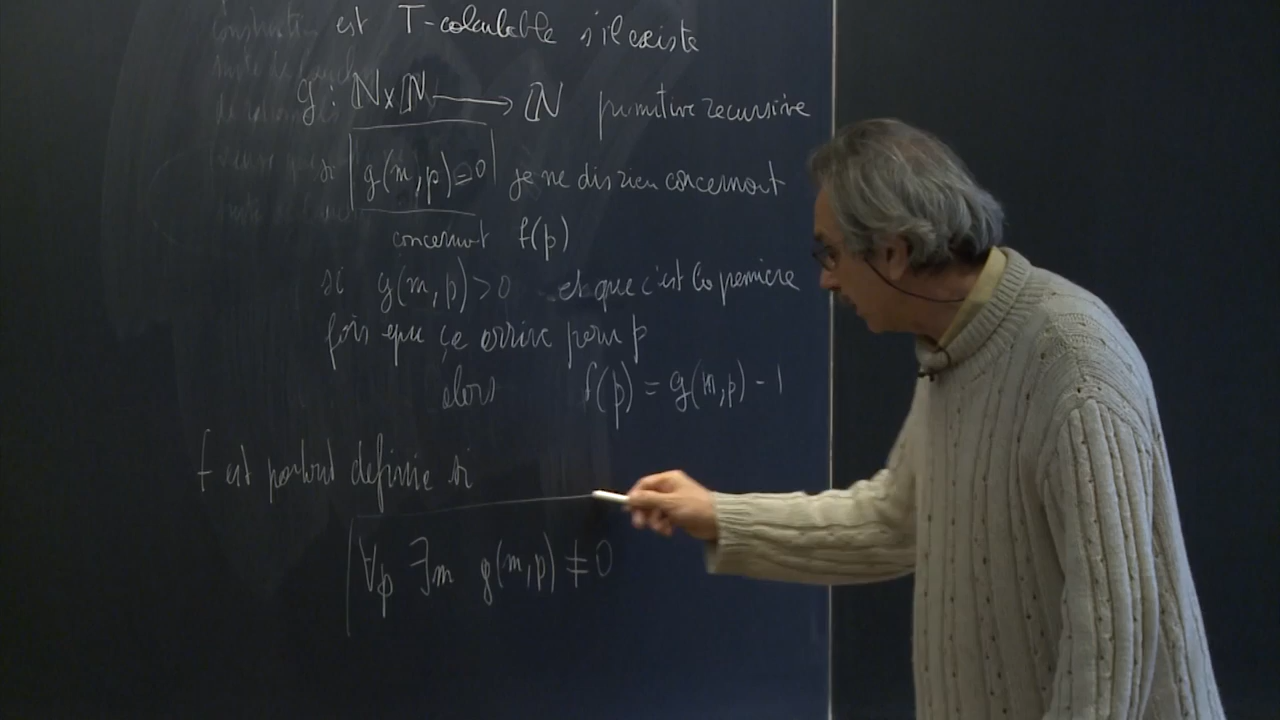 est T-calculable s'il existe
g : ℕ×ℕ → ℕ primitive recursive
si g(m,p)=0 je ne dis rien concernant
concernant f(p)
si g(m,p)>0 et que c'est la première
fois que ça arrive pour p
alors f(p) = g(m,p) - 1
f est partout définie si
∀p ∃m g(m,p) ≠ 0